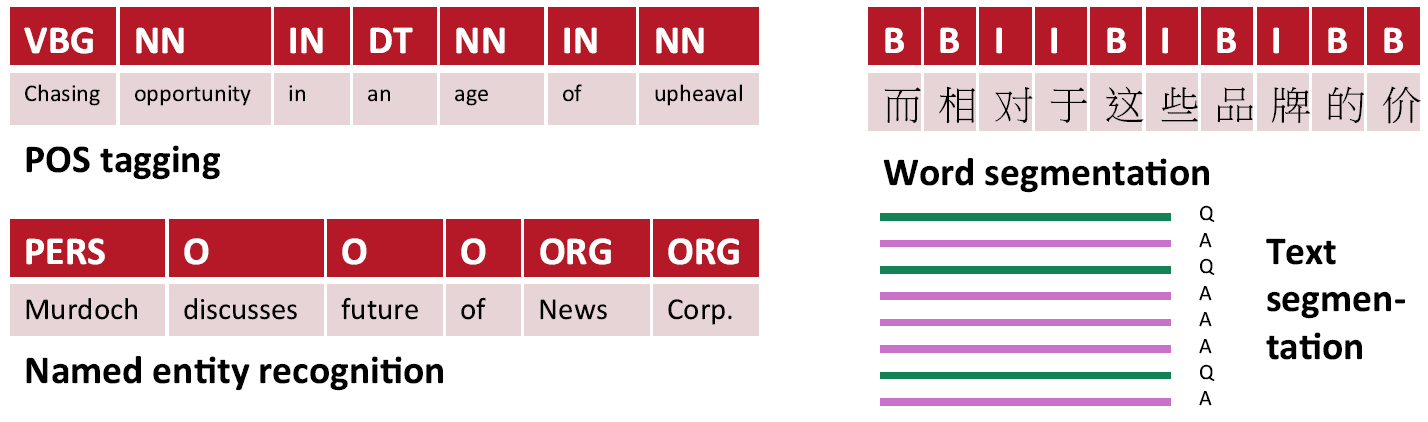 VBG NN IN DT NN IN NN
Chasing opportunity in an age of upheaval
POS tagging
PERS O O O ORG ORG
Murdoch discusses future of News Corp.
Named entity recognition
B B I I B I B I B B
而 相 对 于 这 些 品 牌 的 价
Word segmentation
Q
A
Q
A
A
A
Q
A
Text
segmen-
tation